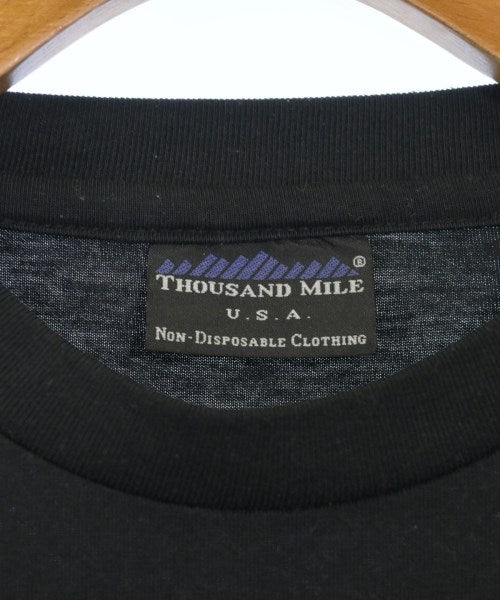 ®
THOUSAND MILE
U.S.A.
NON-DISPOSABLE CLOTHING